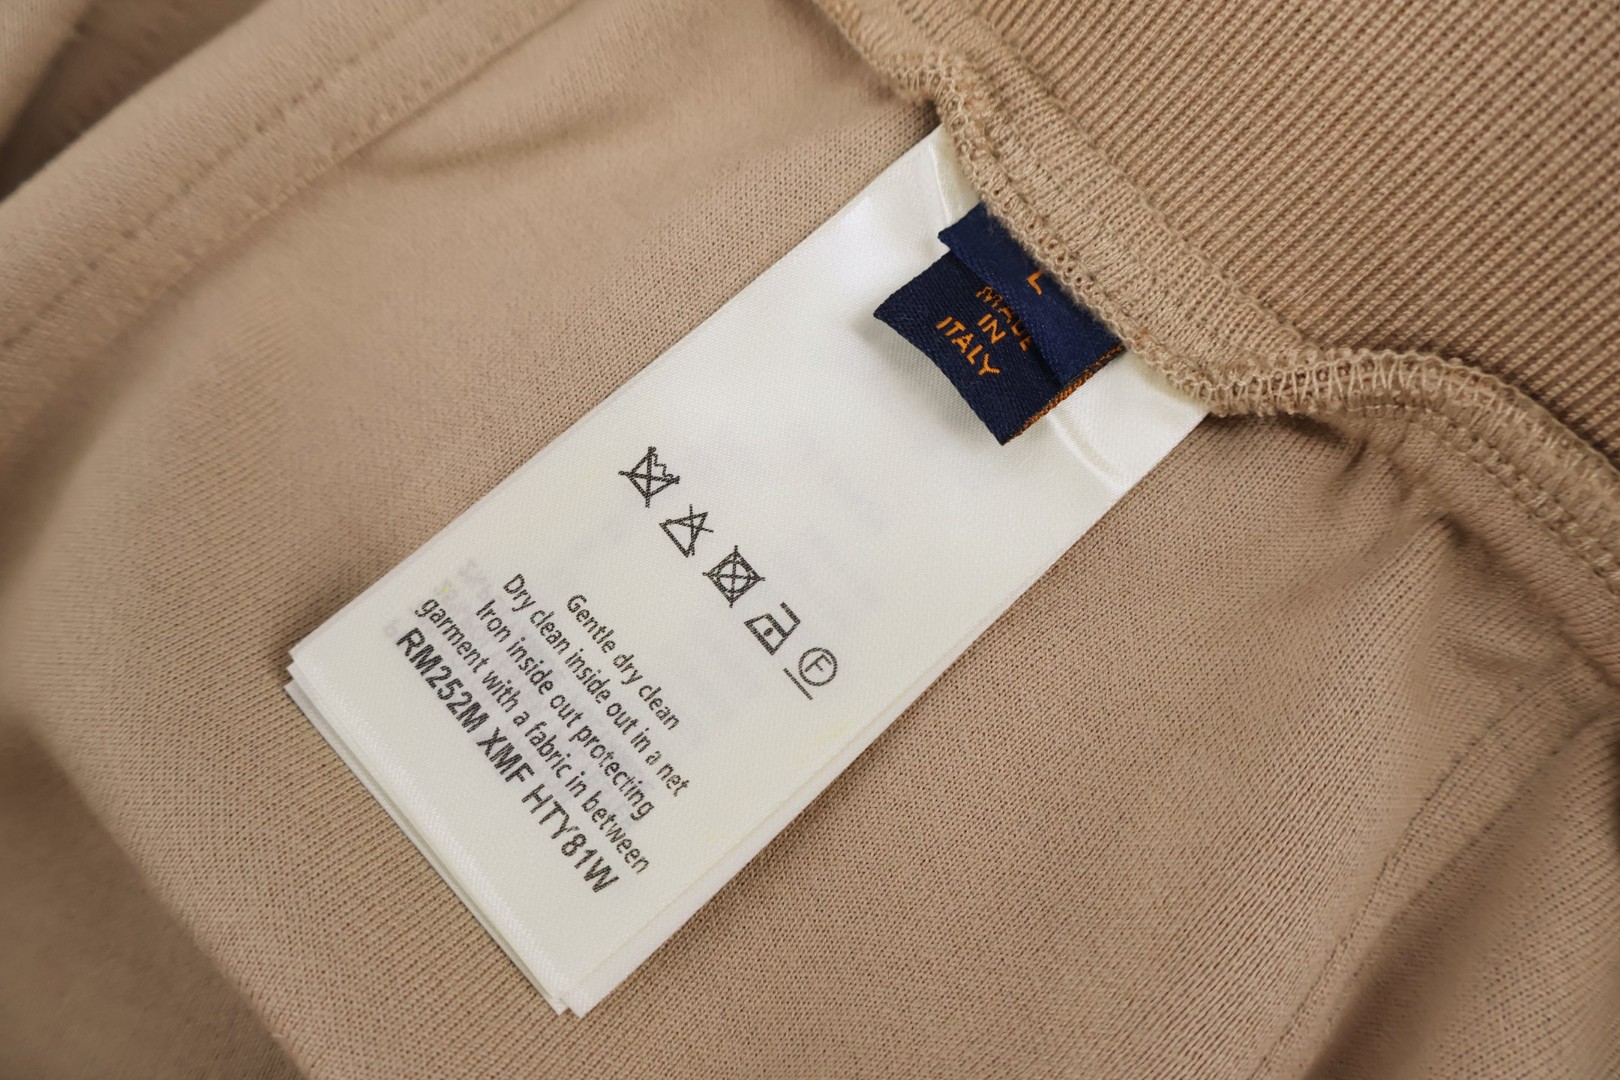 L
MADE
IN
ITALY
F
Gentle dry clean
Dry clean inside out in a net
Iron inside out protecting
garment with a fabric in between
RM252M XMF HTY81W